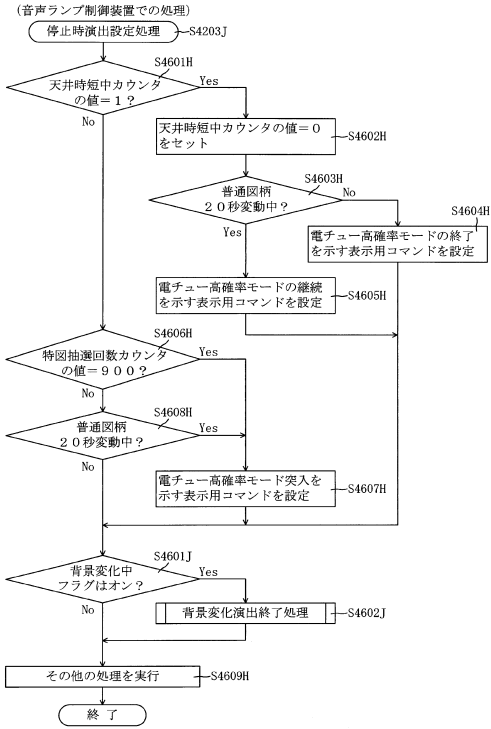 (音声ランプ制御装置での処理)
停止時演出設定処理
S4203J
S4601H
天井時短中カウンタ
の値=1?
Yes
No
天井時短中カウンタの値=0
をセット
S4602H
S4603H
普通図柄
20秒変動中?
No
Yes
S4604H
電チュー高確率モードの終了
を示す表示用コマンドを設定
電チュー高確率モードの継続
を示す表示用コマンドを設定
S4605H
S4606H
特図抽選回数カウンタ
の値=900?
Yes
No
S4608H
普通図柄
20秒変動中?
Yes
No
電チュー高確率モード突入を
示す表示用コマンドを設定
S4607H
S4601J
背景変化中
フラグはオン?
Yes
No
背景変化演出終了処理
S4602J
その他の処理を実行
S4609H
終 了